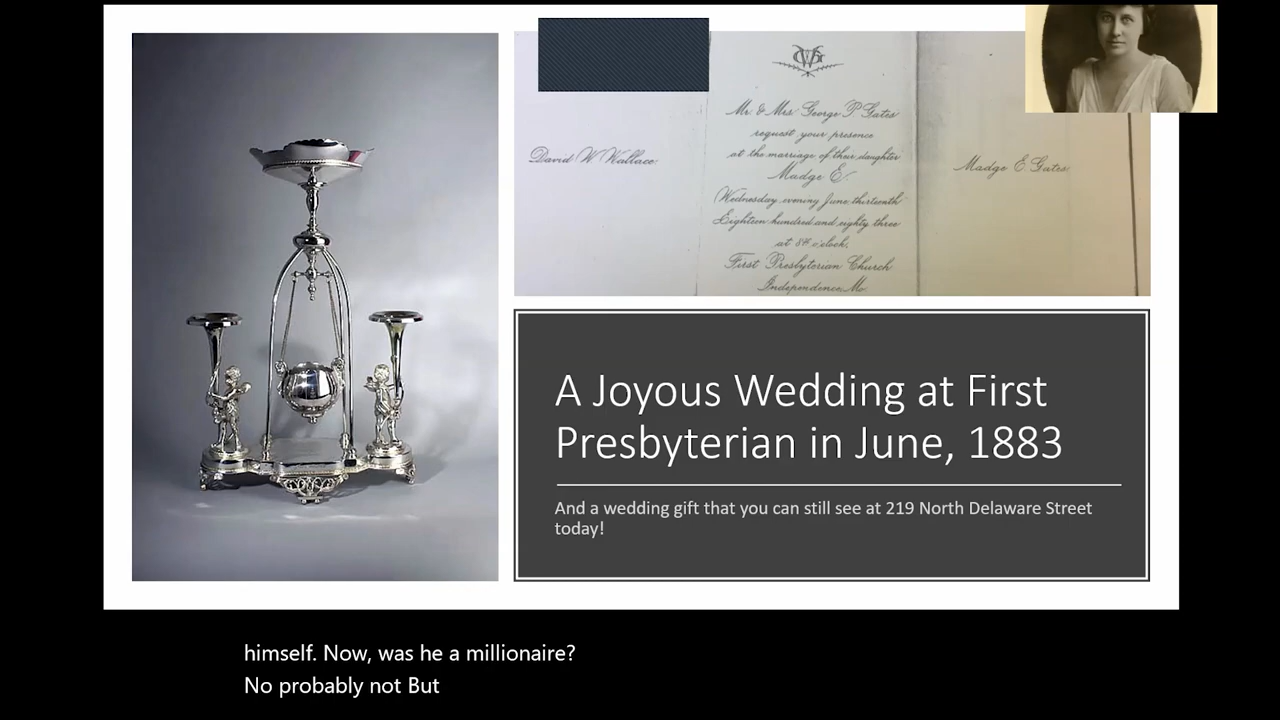 David W Wallace
Mr. & Mrs. George P Gates
request your presence
at the marriage of their daughter
Madge E.
Wednesday evening June thirteenth
Eighteen hundred and eighty three
at 8 o'clock.
First Presbyterian Church
Independence, Mo
Madge E. Gates.
A Joyous Wedding at First
Presbyterian in June, 1883
And a wedding gift that you can still see at 219 North Delaware Street
today!
himself. Now, was he a millionaire?
No probably not But